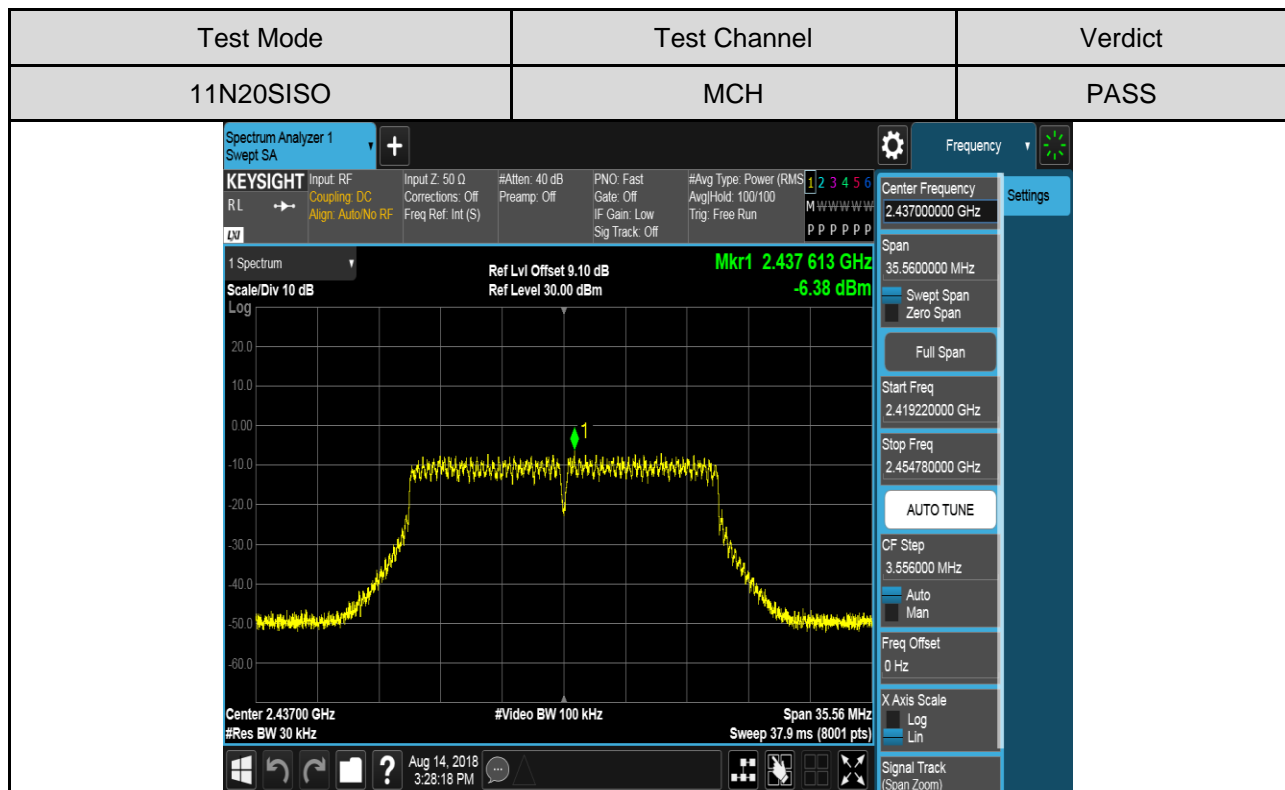 Test Mode Test Channel Verdict
11N20SISO MCH PASS
Spectrum Analyzer 1
Swept SA
+
Frequency
KEYSIGHT
RL
LXI
Input: RF
Coupling: DC
Align: Auto/No RF
Input Z: 50 Ω
Corrections: Off
Freq Ref: Int (S)
#Atten: 40 dB
Preamp: Off
PNO: Fast
Gate: Off
IF Gain: Low
Sig Track: Off
#Avg Type: Power (RMS
Avg|Hold: 100/100
Trig: Free Run
1 2 3 4 5 6
M W W W W W
P P P P P P
1 Spectrum
Scale/Div 10 dB
Ref Lvl Offset 9.10 dB
Ref Level 30.00 dBm
Mkr1 2.437 613 GHz
-6.38 dBm
Log
20.0
10.0
0.00
1
-10.0
-20.0
-30.0
-40.0
-50.0
-60.0
Center 2.43700 GHz
#Res BW 30 kHz
#Video BW 100 kHz
Span 35.56 MHz
Sweep 37.9 ms (8001 pts)
Center Frequency
2.437000000 GHz
Settings
Span
35.5600000 MHz
Swept Span
Zero Span
Full Span
Start Freq
2.419220000 GHz
Stop Freq
2.454780000 GHz
AUTO TUNE
CF Step
3.556000 MHz
Auto
Man
Freq Offset
0 Hz
X Axis Scale
Log
Lin
Signal Track
(Span Zoom)
?
Aug 14, 2018
3:28:18 PM